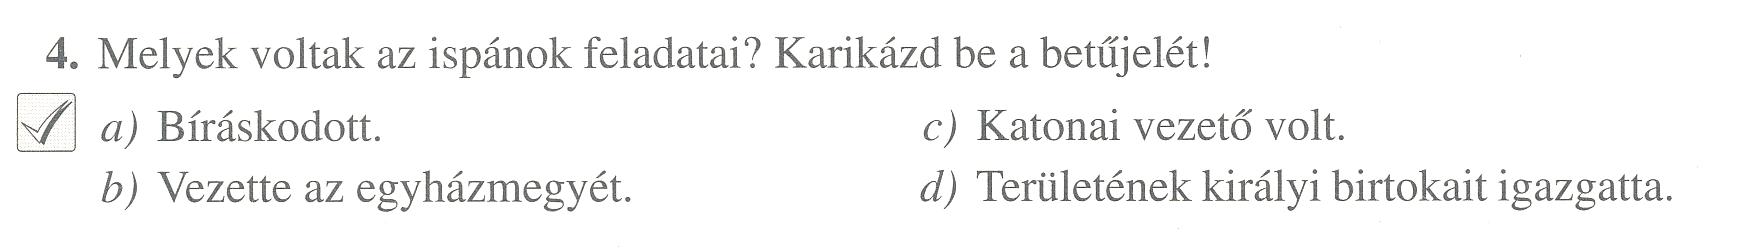 4. Melyek voltak az ispánok feladatai? Karikázd be a betűjelét!
a) Bíráskodott.
c) Katonai vezető volt.
b) Vezette az egyházmegyét.
d) Területének királyi birtokait igazgatta.